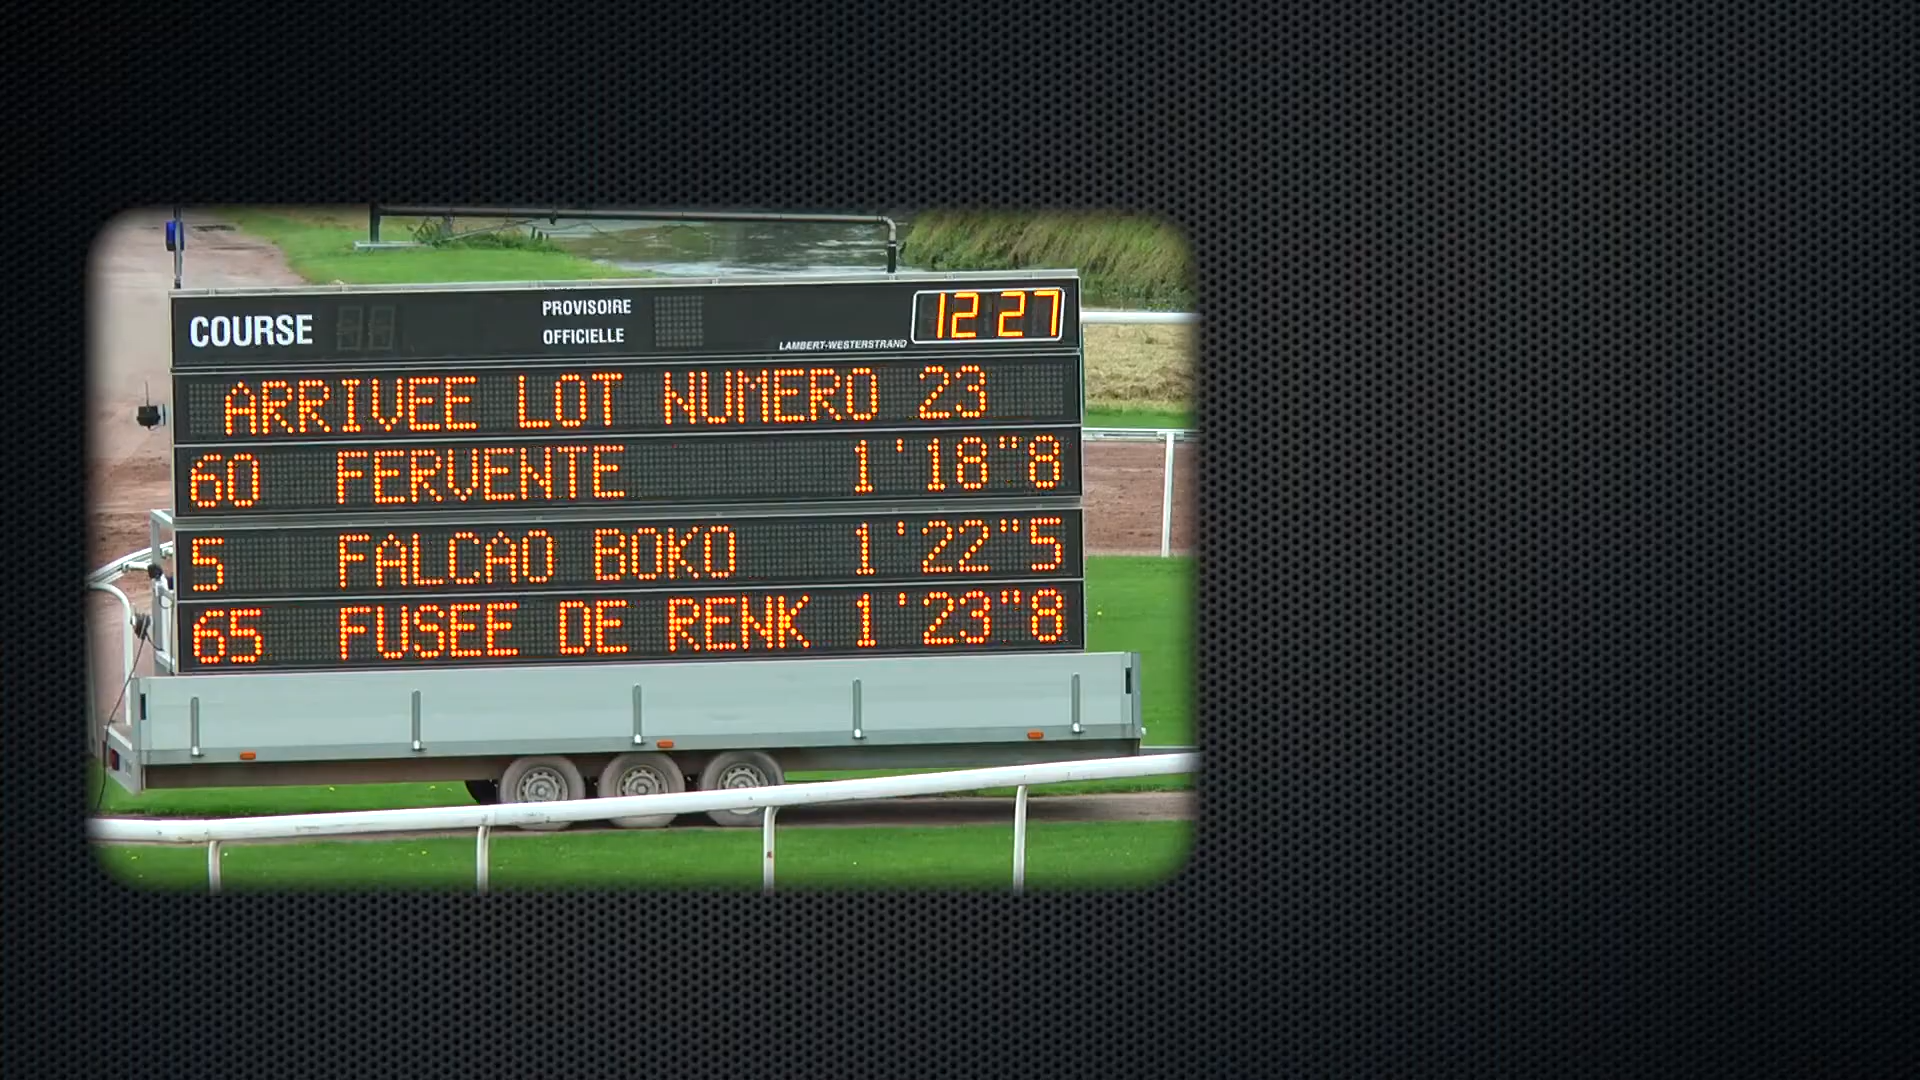 COURSE
PROVISOIRE
OFFICIELLE
LAMBERT-WESTERSTRAND
12 27
ARRIVEE LOT NUMERO 23
60 FERVENTE 1'18"8
5 FALCAO BOKO 1'22"5
65 FUSEE DE RENK 1'23"8